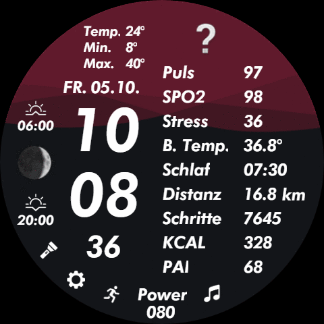 Temp. 24°
Min. 8°
Max. 40°
?
FR. 05.10.
06:00
10
08
20:00
36
Puls 97
SPO2 98
Stress 36
B. Temp. 36.8°
Schlaf 07:30
Distanz 16.8 km
Schritte 7645
KCAL 328
PAI 68
Power
080